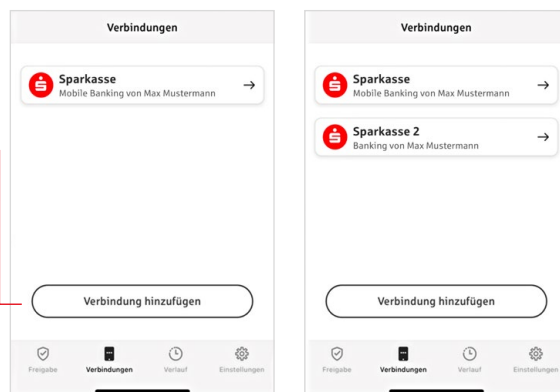 Verbindungen
Sparkasse
Mobile Banking von Max Mustermann
Verbindung hinzufügen
Freigabe Verbindungen Verlauf Einstellungen
Verbindungen
Sparkasse
Mobile Banking von Max Mustermann
Sparkasse 2
Banking von Max Mustermann
Verbindung hinzufügen
Freigabe Verbindungen Verlauf Einstellungen